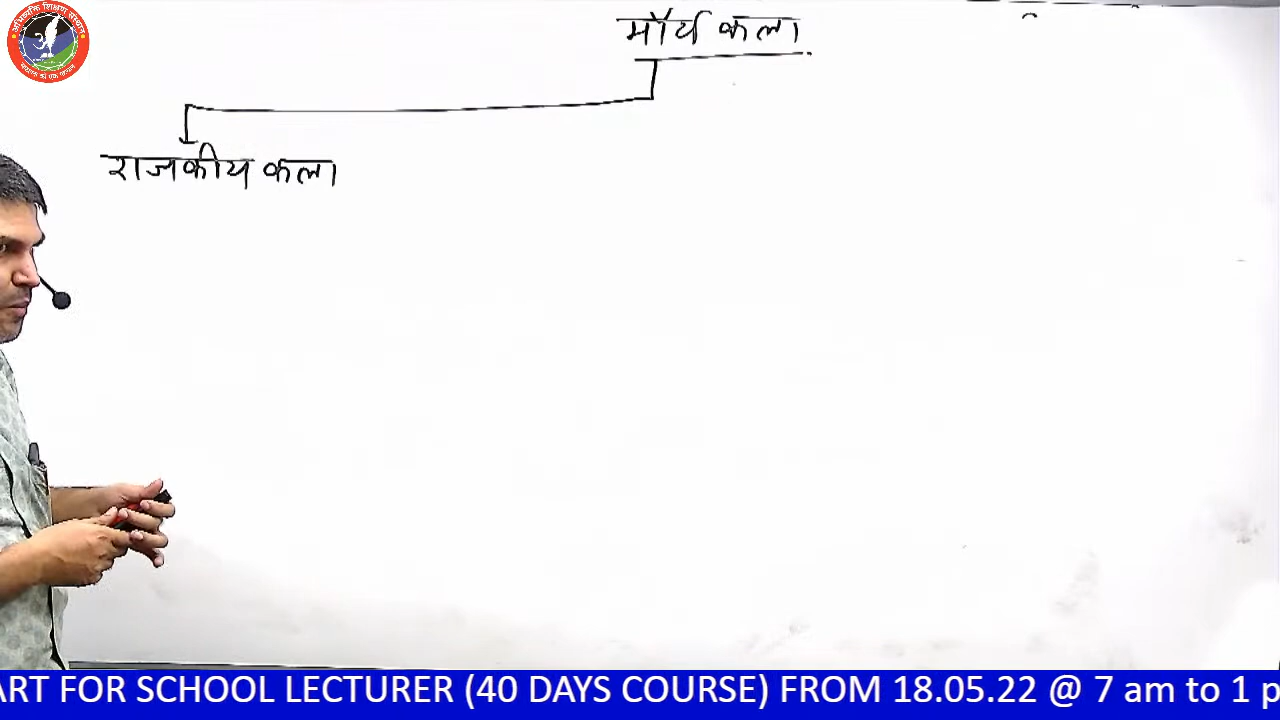 मौर्य कला
राजकीय कला
ART FOR SCHOOL LECTURER (40 DAYS COURSE) FROM 18.05.22 @ 7 am to 1 p